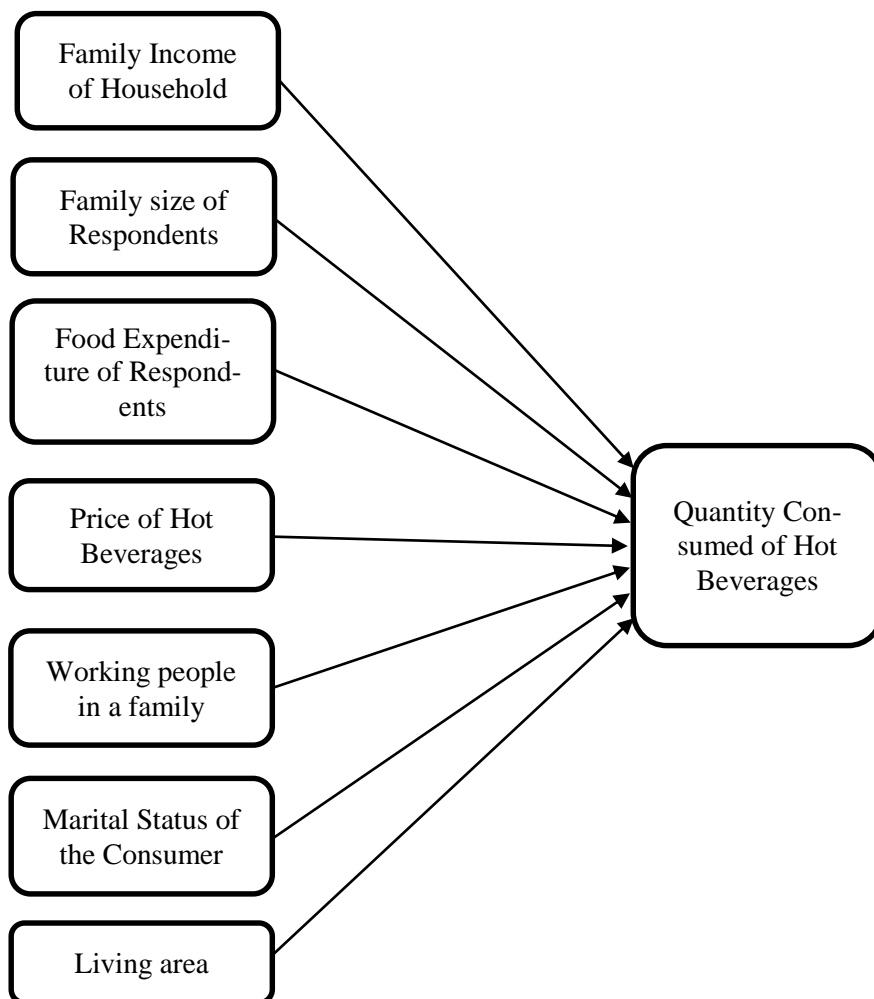 Family Income
of Household
Family size of
Respondents
Food Expendi-
ture of Respond-
ents
Price of Hot
Beverages
Working people
in a family
Marital Status of
the Consumer
Living area
Quantity Con-
sumed of Hot
Beverages